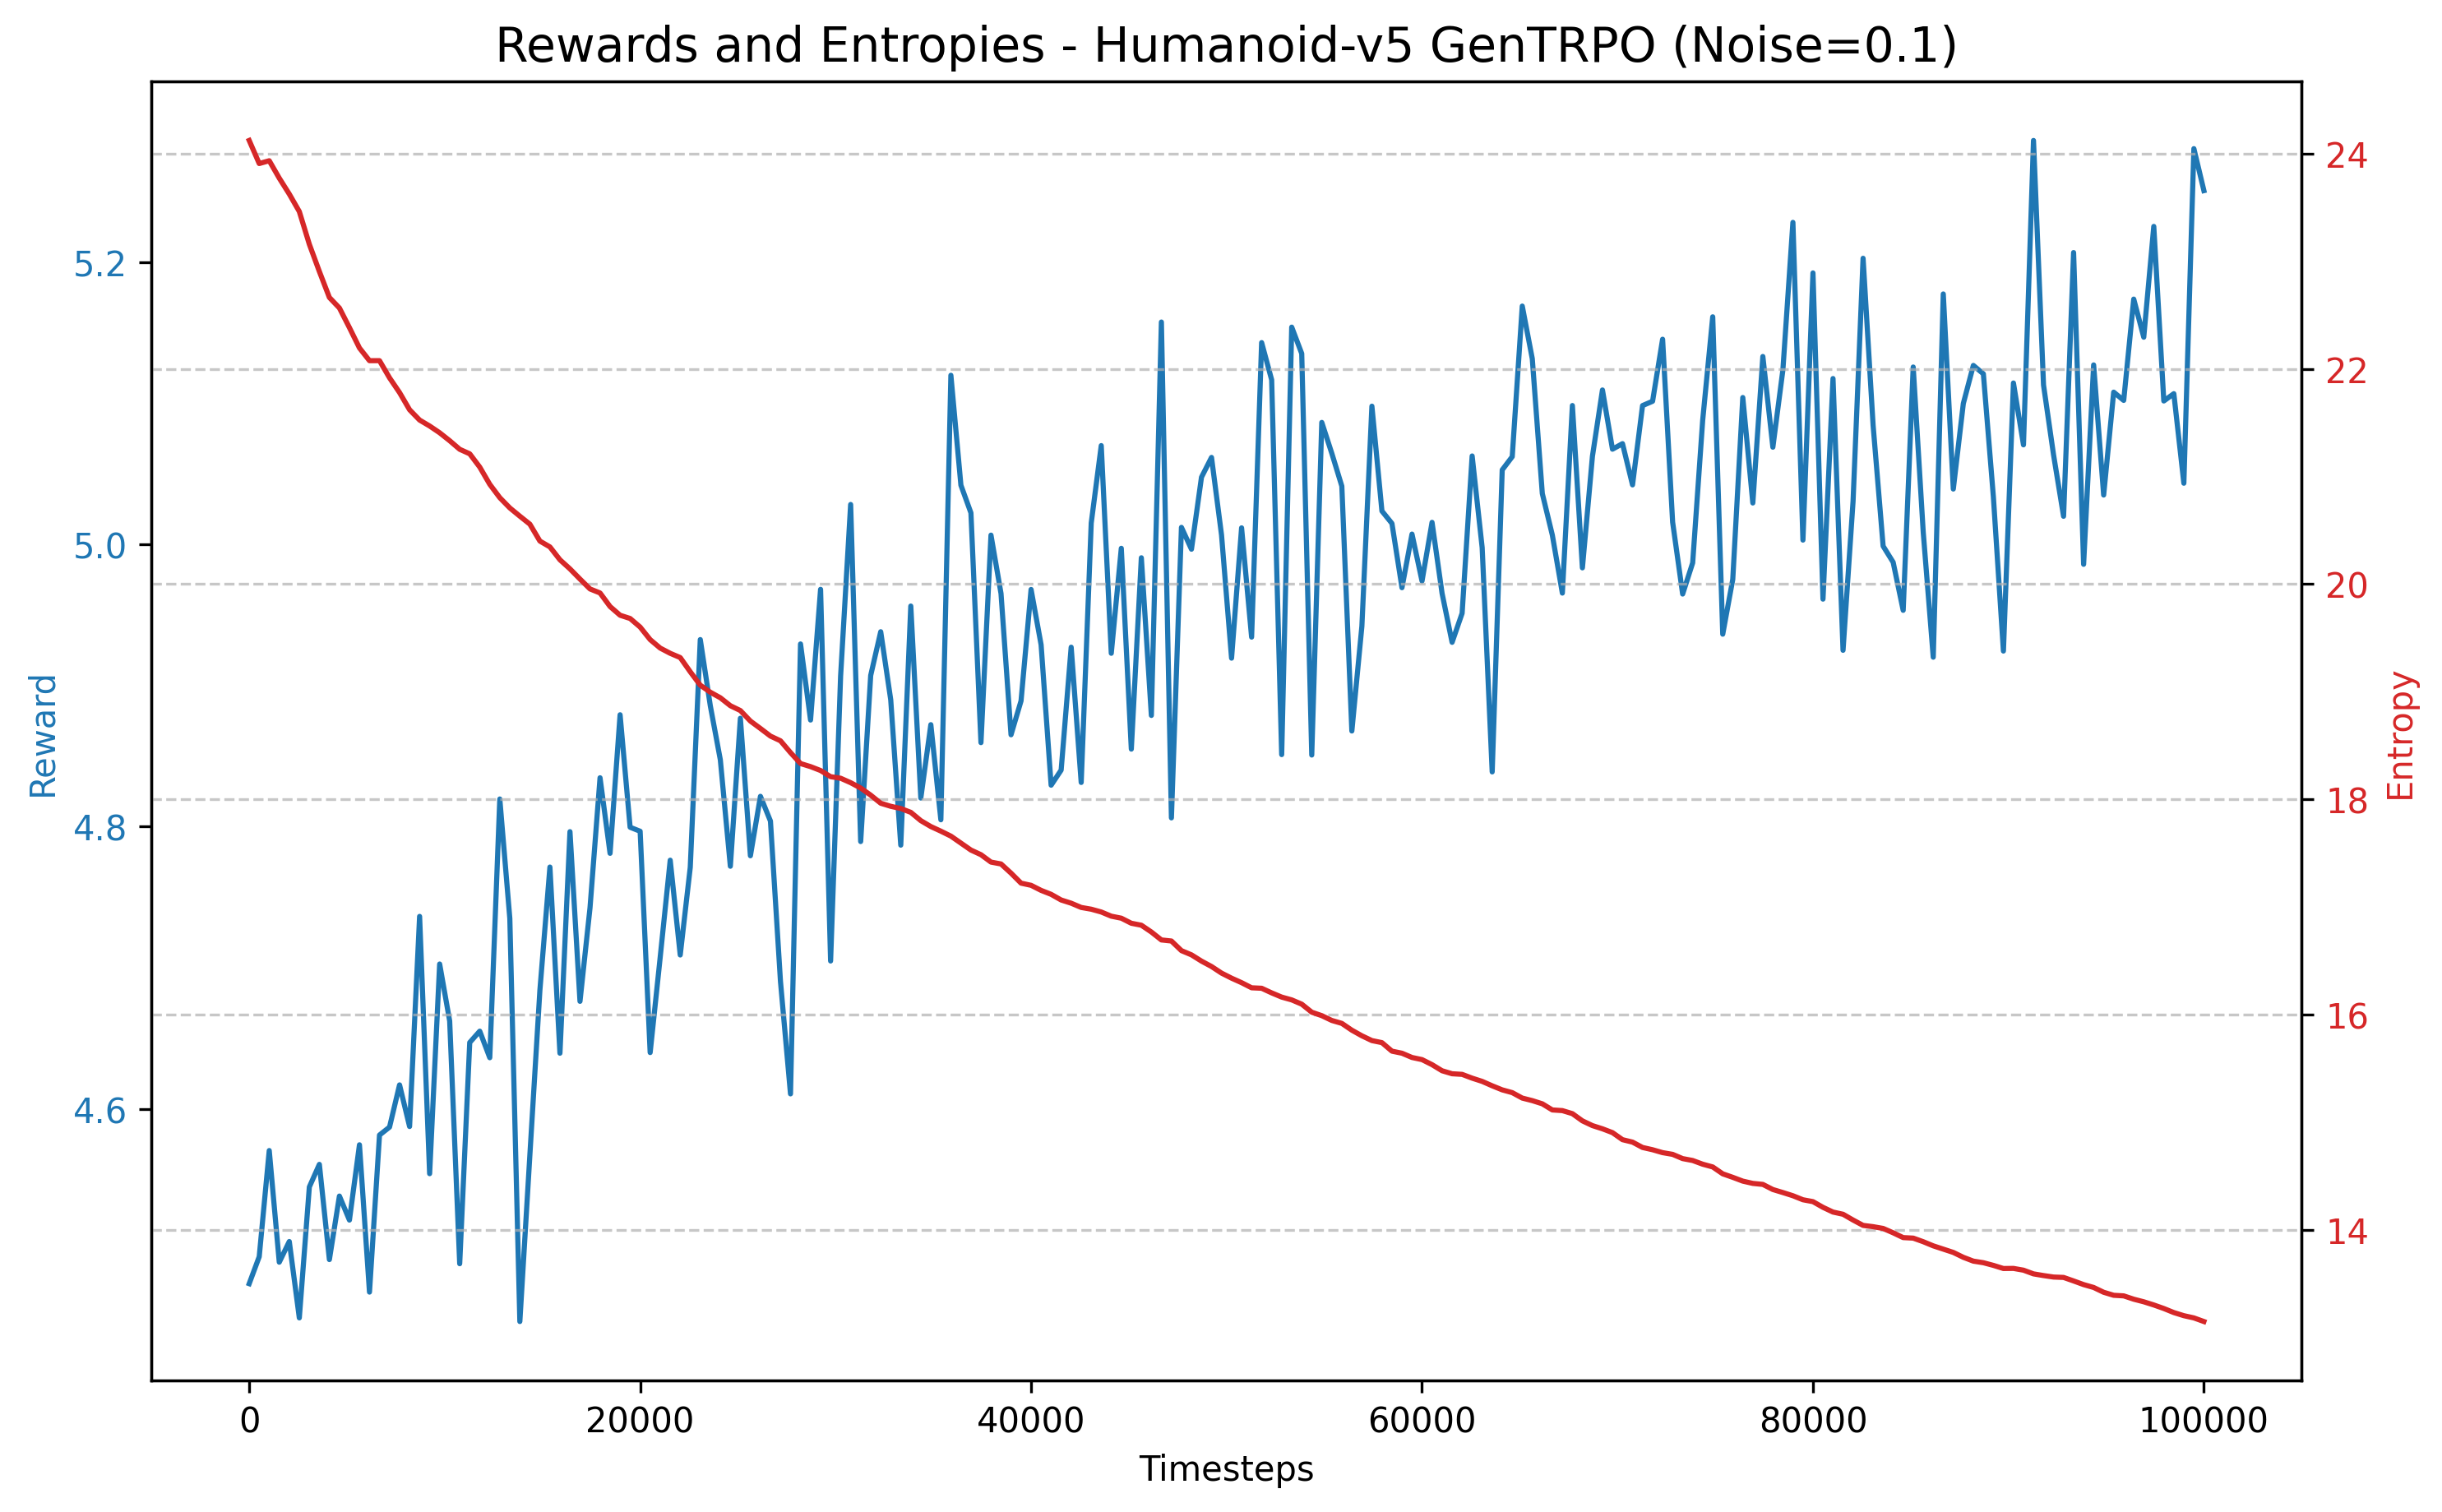 Rewards and Entropies - Humanoid-v5 GenTRPO (Noise=0.1)
5.2
5.0
4.8
4.6
Reward
24
22
20
18
16
14
Entropy
0 20000 40000 60000 80000 100000
Timesteps